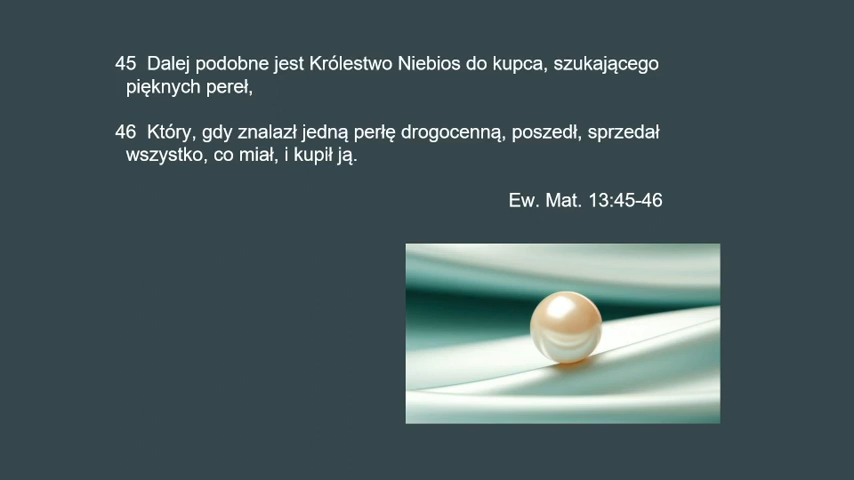 45 Dalej podobne jest Królestwo Niebios do kupca, szukającego
pięknych pereł,
46 Który, gdy znalazł jedną perłę drogocenną, poszedł, sprzedał
wszystko, co miał, i kupił ją.
Ew. Mat. 13:45-46